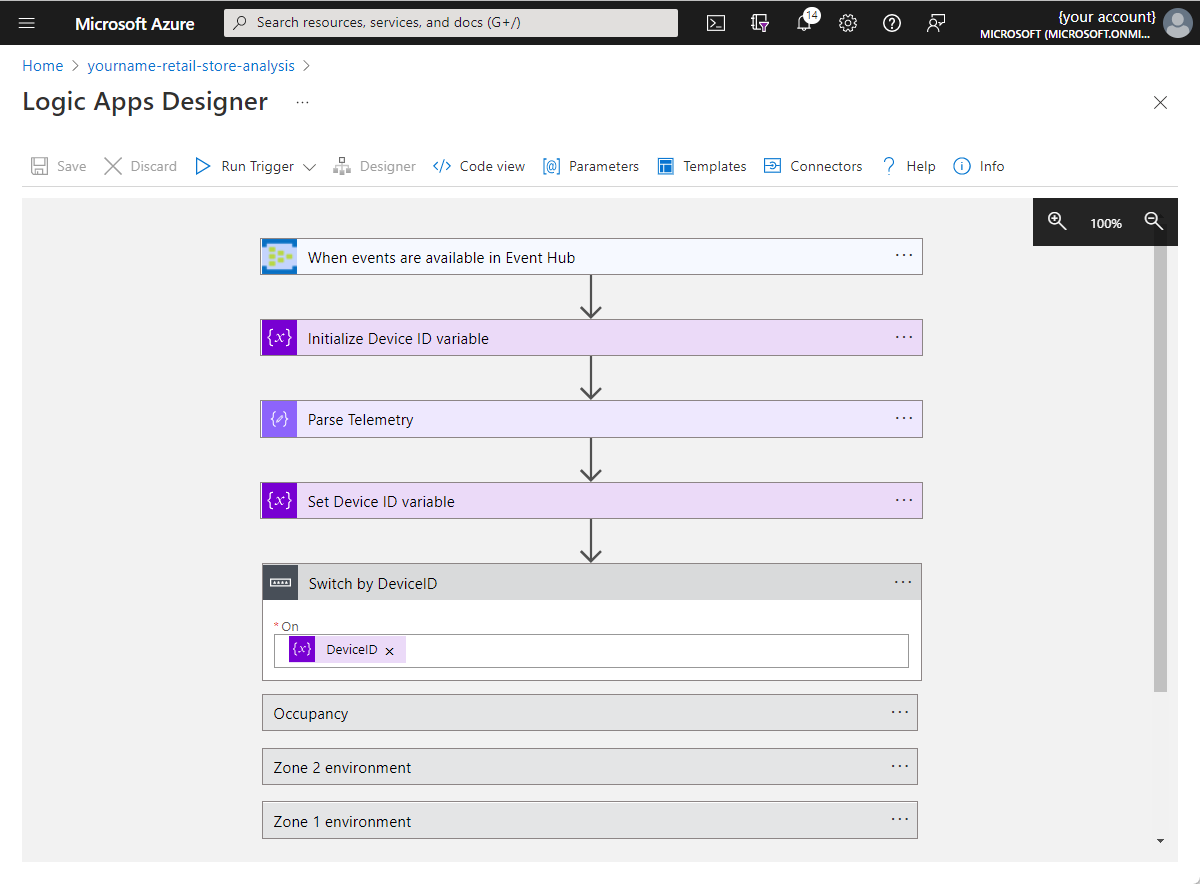 Microsoft Azure
Search resources, services, and docs (G+/)
14
{your account}
MICROSOFT (MICROSOFT.ONMI...
Home > yourname-retail-store-analysis >
Logic Apps Designer ...
Save Discard Run Trigger Designer </> Code view [@] Parameters Templates Connectors ? Help Info
100%
When events are available in Event Hub ...
{x} Initialize Device ID variable ...
Parse Telemetry ...
{x} Set Device ID variable ...
Switch by DeviceID ...
* On
{x} DeviceID ×
Occupancy ...
Zone 2 environment ...
Zone 1 environment ...